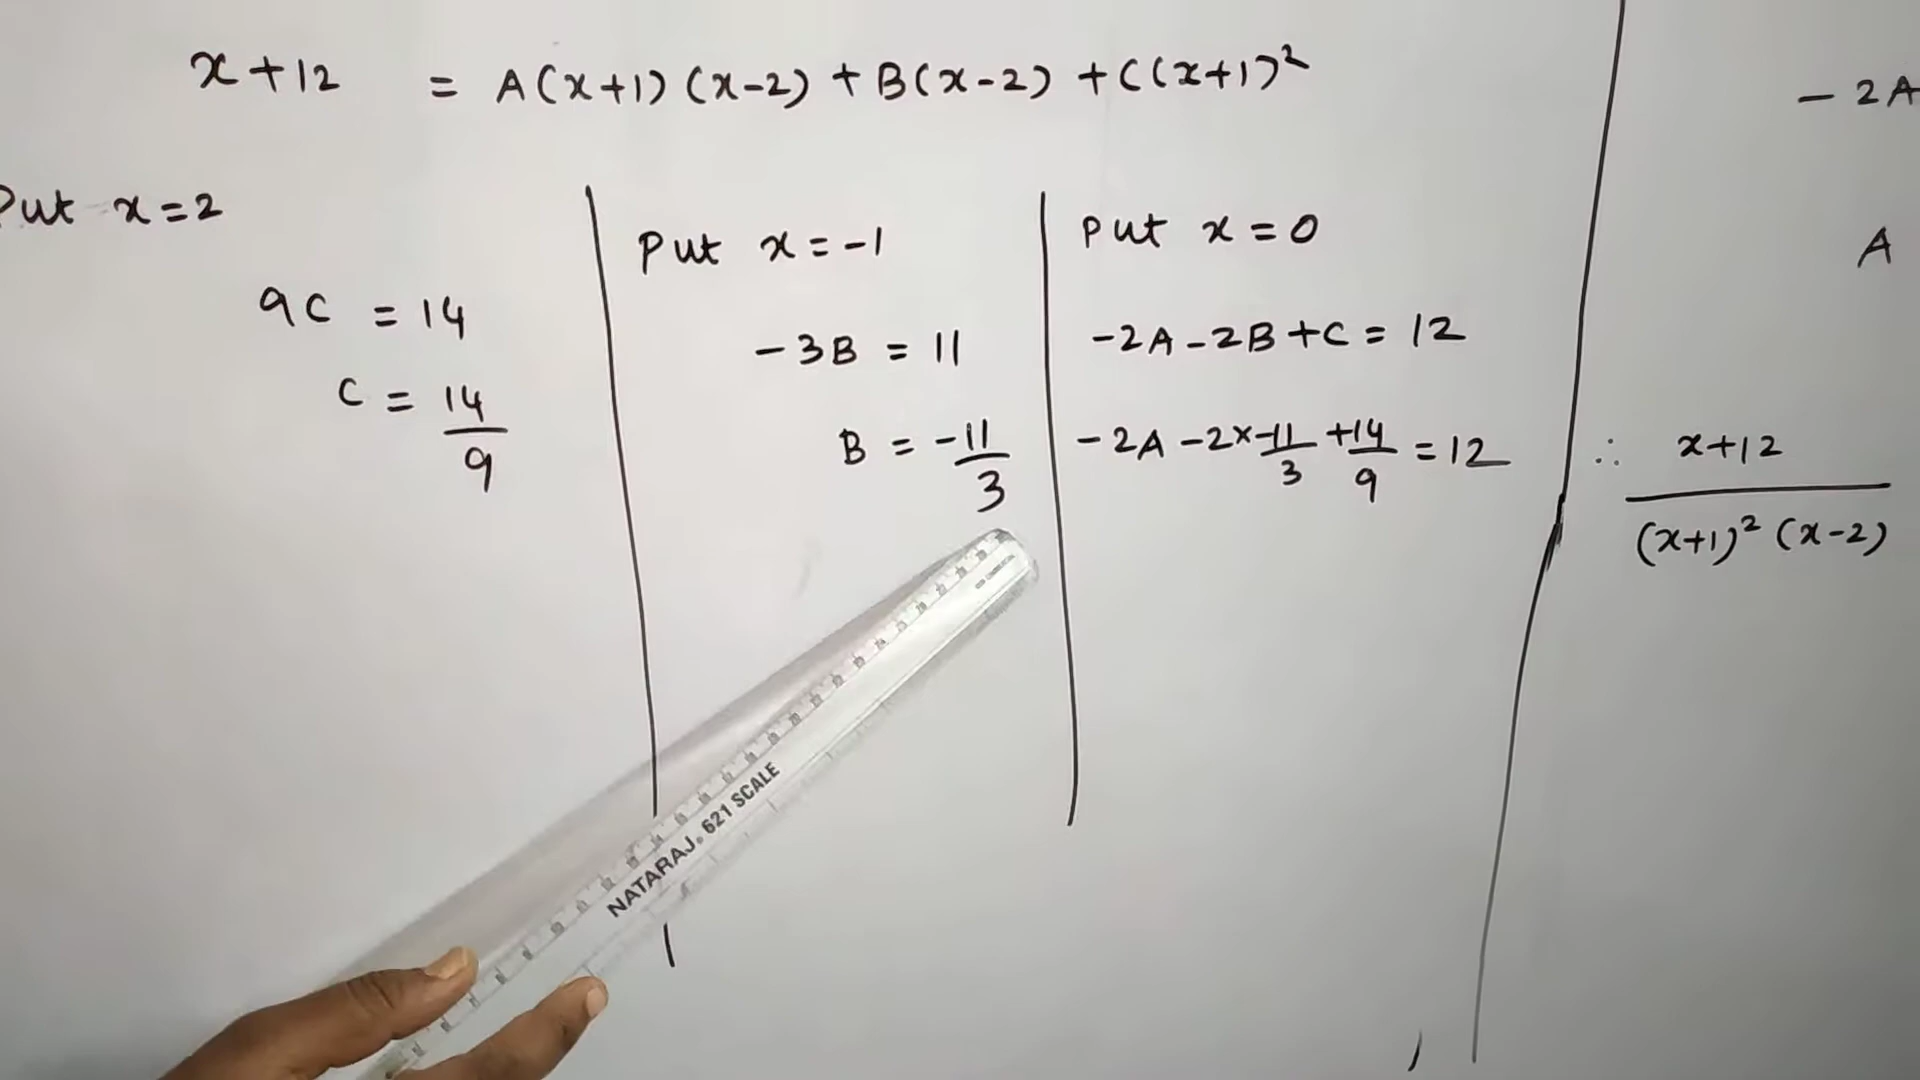 x+12 = A(x+1)(x-2)+B(x-2)+C(x+1)²
Put x=2
9C = 14
C = 14/9
Put x=-1
-3B = 11
B = -11/3
Put x=0
-2A-2B+C=12
-2A-2×-11/3+14/9=12
-2A
A
∴ x+12/(x+1)²(x-2)
NATARAJ. 621 SCALE